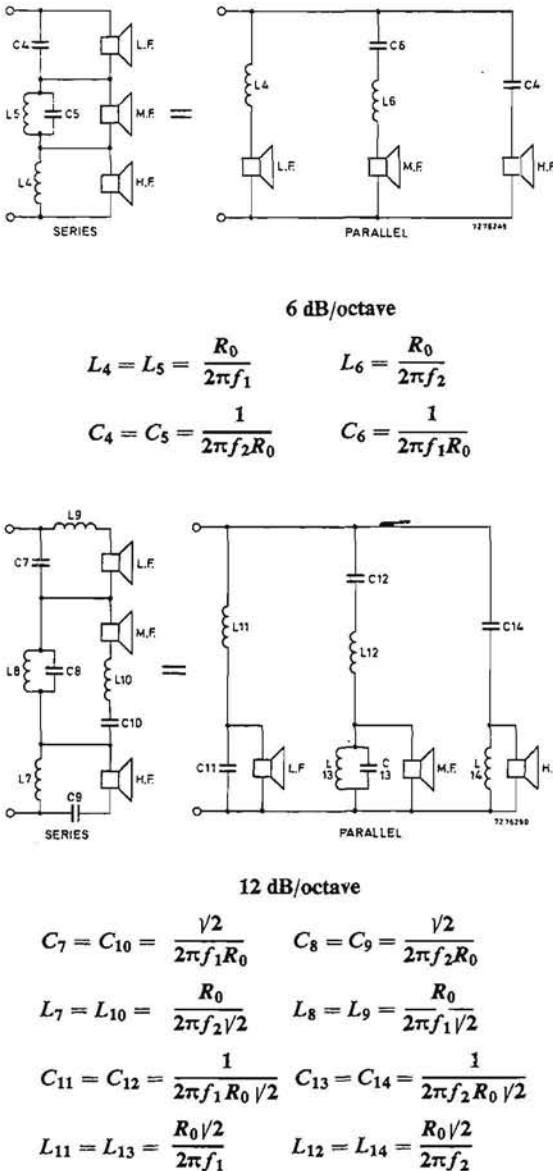 C4 L.F. C6
L4 C4
L5 C5 M.F. = L6
L4 H.F. L.F. M.F. H.F.
SERIES PARALLEL 7276249
6 dB/octave
L₄ = L₅ = R₀/2πf₁ L₆ = R₀/2πf₂
C₄ = C₅ = 1/2πf₂R₀ C₆ = 1/2πf₁R₀
L9
C7 L.F. C12
M.F. L11 C14
L8 C8 L10 = L12
C10
L7 H.F. C11 L.F L13 C13 M.F. L14 H.
C9
SERIES PARALLEL 7276250
12 dB/octave
C₇ = C₁₀ = √2/2πf₁R₀ C₈ = C₉ = √2/2πf₂R₀
L₇ = L₁₀ = R₀/2πf₂√2 L₈ = L₉ = R₀/2πf₁√2
C₁₁ = C₁₂ = 1/2πf₁R₀√2 C₁₃ = C₁₄ = 1/2πf₂R₀√2
L₁₁ = L₁₃ = R₀√2/2πf₁ L₁₂ = L₁₄ = R₀√2/2πf₂